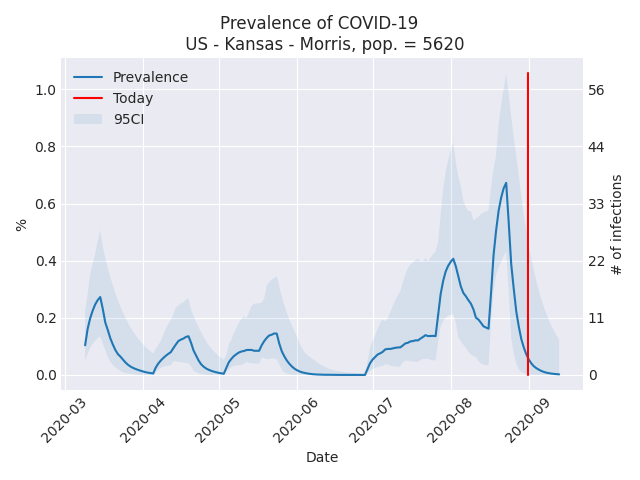 Prevalence of COVID-19
US - Kansas - Morris, pop. = 5620
Prevalence
Today
95CI
1.0
0.8
0.6
0.4
0.2
0.0
%
56
44
33
22
11
0
# of infections
2020-03
2020-04
2020-05
2020-06
2020-07
2020-08
2020-09
Date